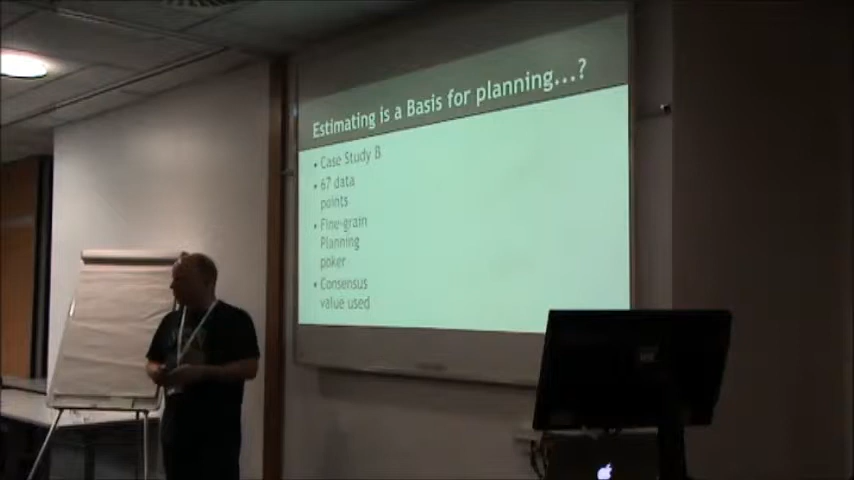 Estimating is a Basis for planning...?
• Case Study B
• 67 data
points
• Fine-grain
Planning
poker
• Consensus
value used